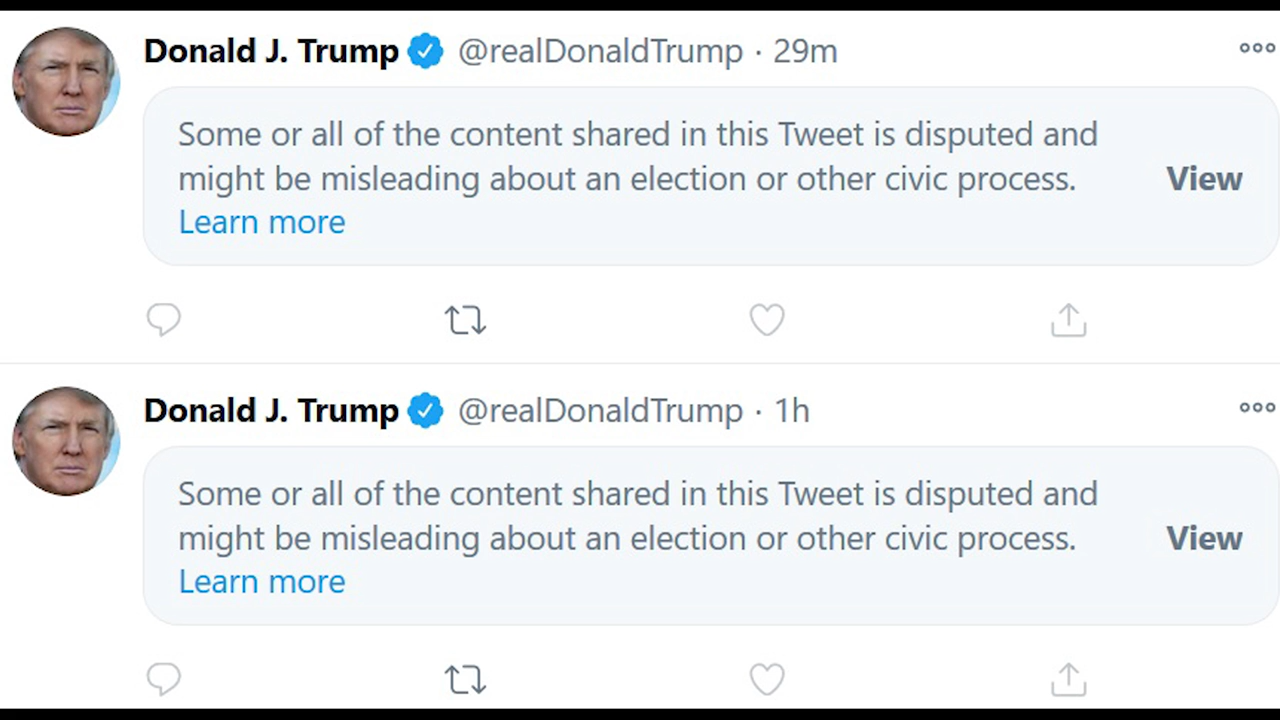 Donald J. Trump @realDonaldTrump · 29m
Some or all of the content shared in this Tweet is disputed and
might be misleading about an election or other civic process.
View
Learn more
Donald J. Trump @realDonaldTrump · 1h
Some or all of the content shared in this Tweet is disputed and
might be misleading about an election or other civic process.
View
Learn more